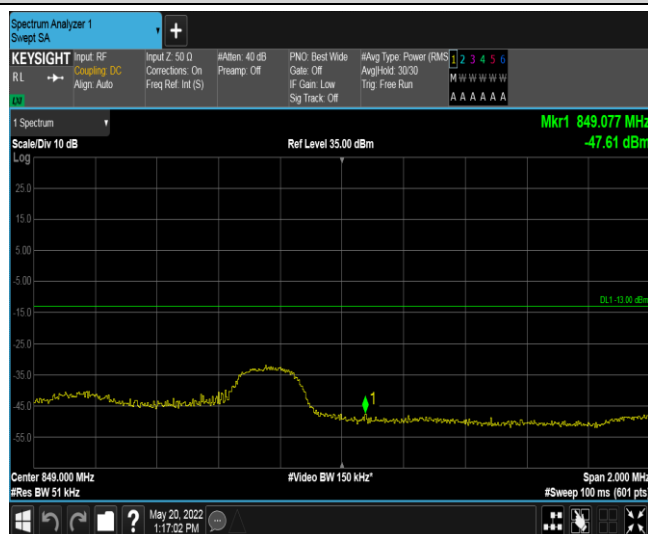 Spectrum Analyzer 1
Swept SA
+
KEYSIGHT
RL
Input: RF
Coupling: DC
Align: Auto
Input Z: 50 Ω
Corrections: On
Freq Ref: Int (S)
#Atten: 40 dB
Preamp: Off
PNO: Best Wide
Gate: Off
IF Gain: Low
Sig Track: Off
#Avg Type: Power (RMS
Avg|Hold: 30/30
Trig: Free Run
1 2 3 4 5 6
M W W W W W
A A A A A A
LXI
1 Spectrum
Scale/Div 10 dB
Ref Level 35.00 dBm
Mkr1 849.077 MHz
-47.61 dBm
Log
25.0
15.0
5.00
-5.00
DL1 -13.00 dBm
-15.0
-25.0
-35.0
1
-45.0
-55.0
Center 849.000 MHz
#Video BW 150 kHz*
Span 2.000 MHz
#Res BW 51 kHz
#Sweep 100 ms (601 pts)
?
May 20, 2022
1:17:02 PM